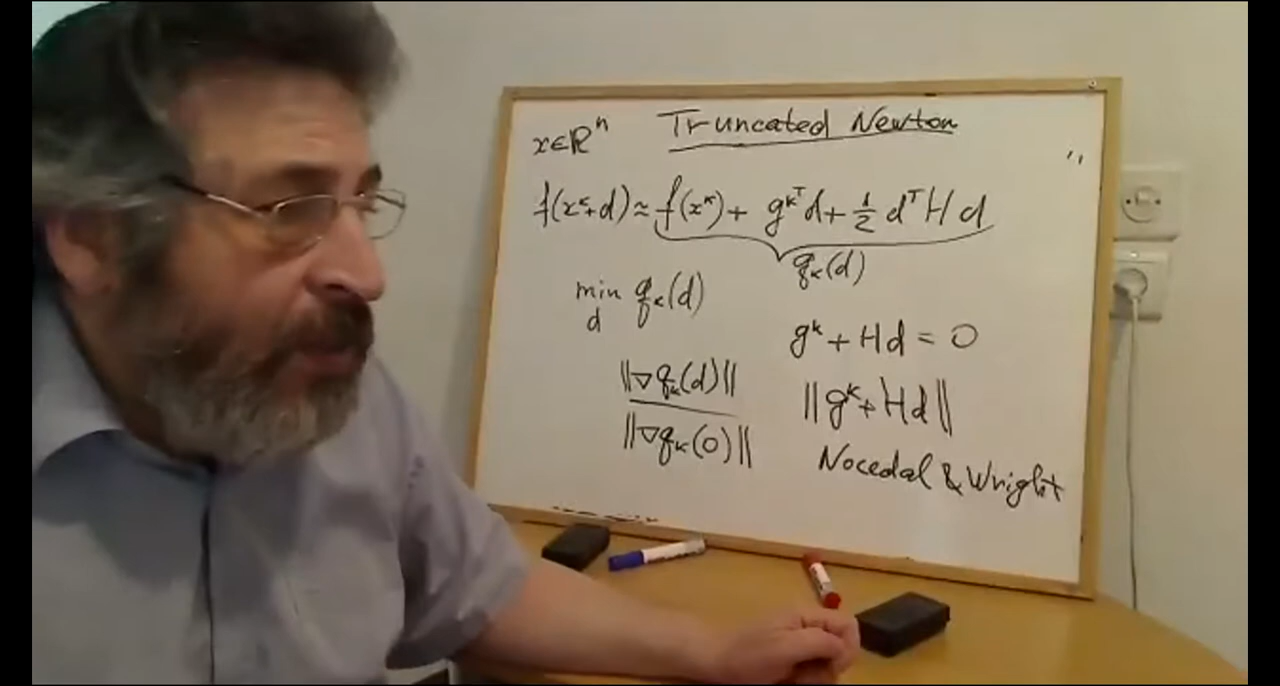 x∈ℝⁿ Truncated Newton
f(xᵏ+d)≈f(xᵏ)+ gᵏᵀd+½ dᵀHd
qₖ(d)
min qₖ(d)
d
gᵏ+Hd=0
‖∇qₖ(d)‖
‖∇qₖ(0)‖
‖gᵏ+Hd‖
Nocedal & Wright